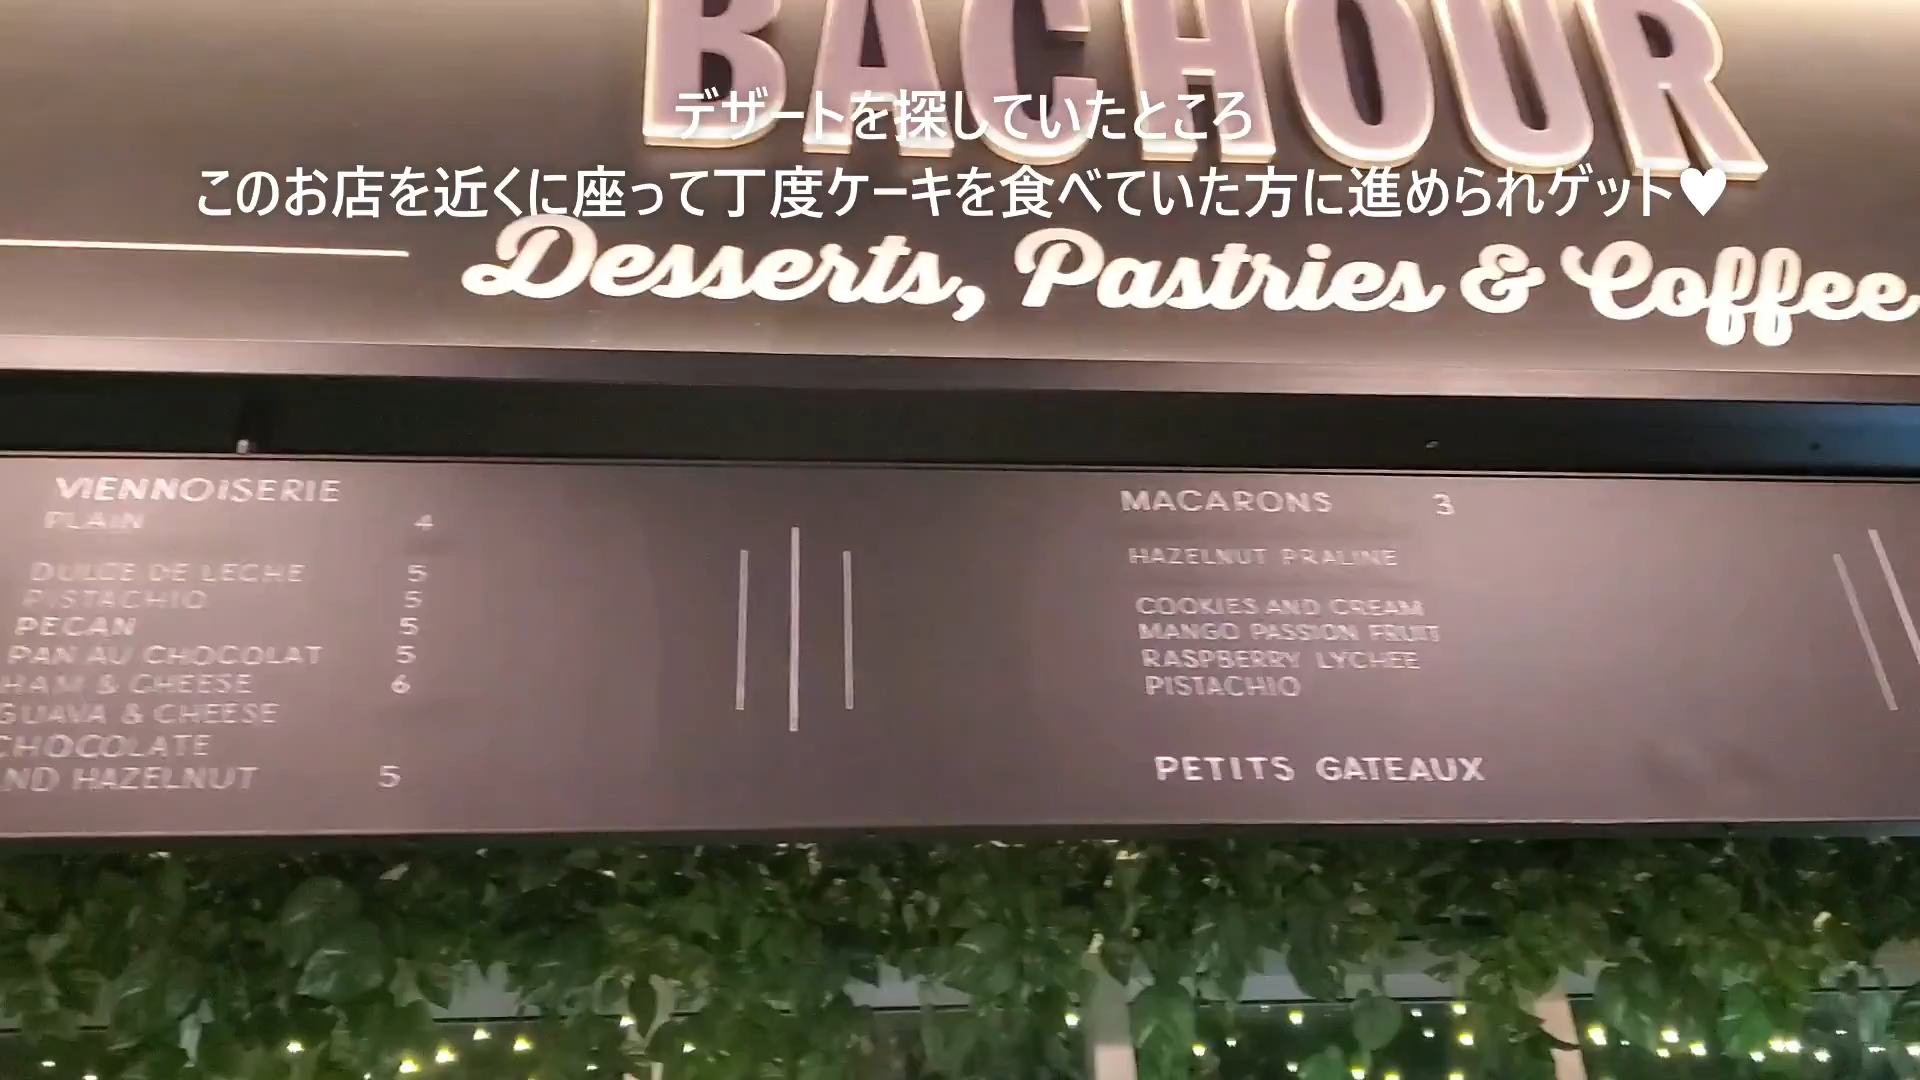 BACHOUR
デザートを探していたところ
このお店を近くに座って丁度ケーキを食べていた方に進められゲット♥
Desserts, Pastries & Coffee
VIENNOISERIE
PLAIN 4
DULCE DE LECHE 5
PISTACHIO 5
PECAN 5
PAN AU CHOCOLAT 5
HAM & CHEESE 6
GUAVA & CHEESE
CHOCOLATE
ND HAZELNUT 5
MACARONS 3
HAZELNUT PRALINE
COOKIES AND CREAM
MANGO PASSION FRUIT
RASPBERRY LYCHEE
PISTACHIO
PETITS GATEAUX